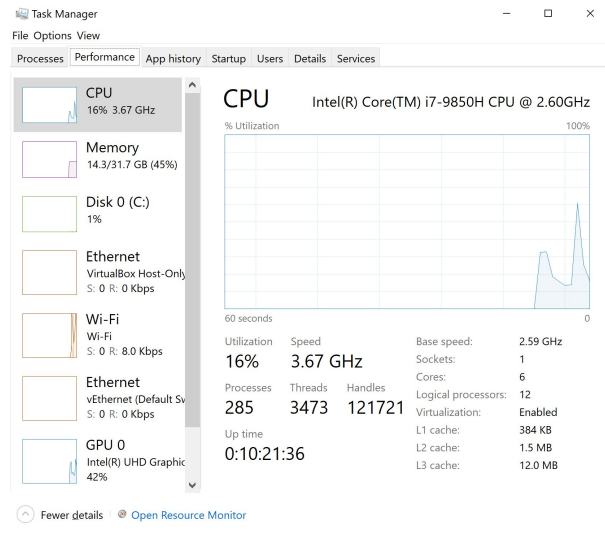 Task Manager
File Options View
Processes Performance App history Startup Users Details Services
CPU
16% 3.67 GHz
Memory
14.3/31.7 GB (45%)
Disk 0 (C:)
1%
Ethernet
VirtualBox Host-Only
S: 0 R: 0 Kbps
Wi-Fi
Wi-Fi
S: 0 R: 8.0 Kbps
Ethernet
vEthernet (Default Sw
S: 0 R: 0 Kbps
GPU 0
Intel(R) UHD Graphic
42%
CPU Intel(R) Core(TM) i7-9850H CPU @ 2.60GHz
% Utilization 100%
60 seconds 0
Utilization Speed
16% 3.67 GHz
Processes Threads Handles
285 3473 121721
Up time
0:10:21:36
Base speed: 2.59 GHz
Sockets: 1
Cores: 6
Logical processors: 12
Virtualization: Enabled
L1 cache: 384 KB
L2 cache: 1.5 MB
L3 cache: 12.0 MB
Fewer details Open Resource Monitor